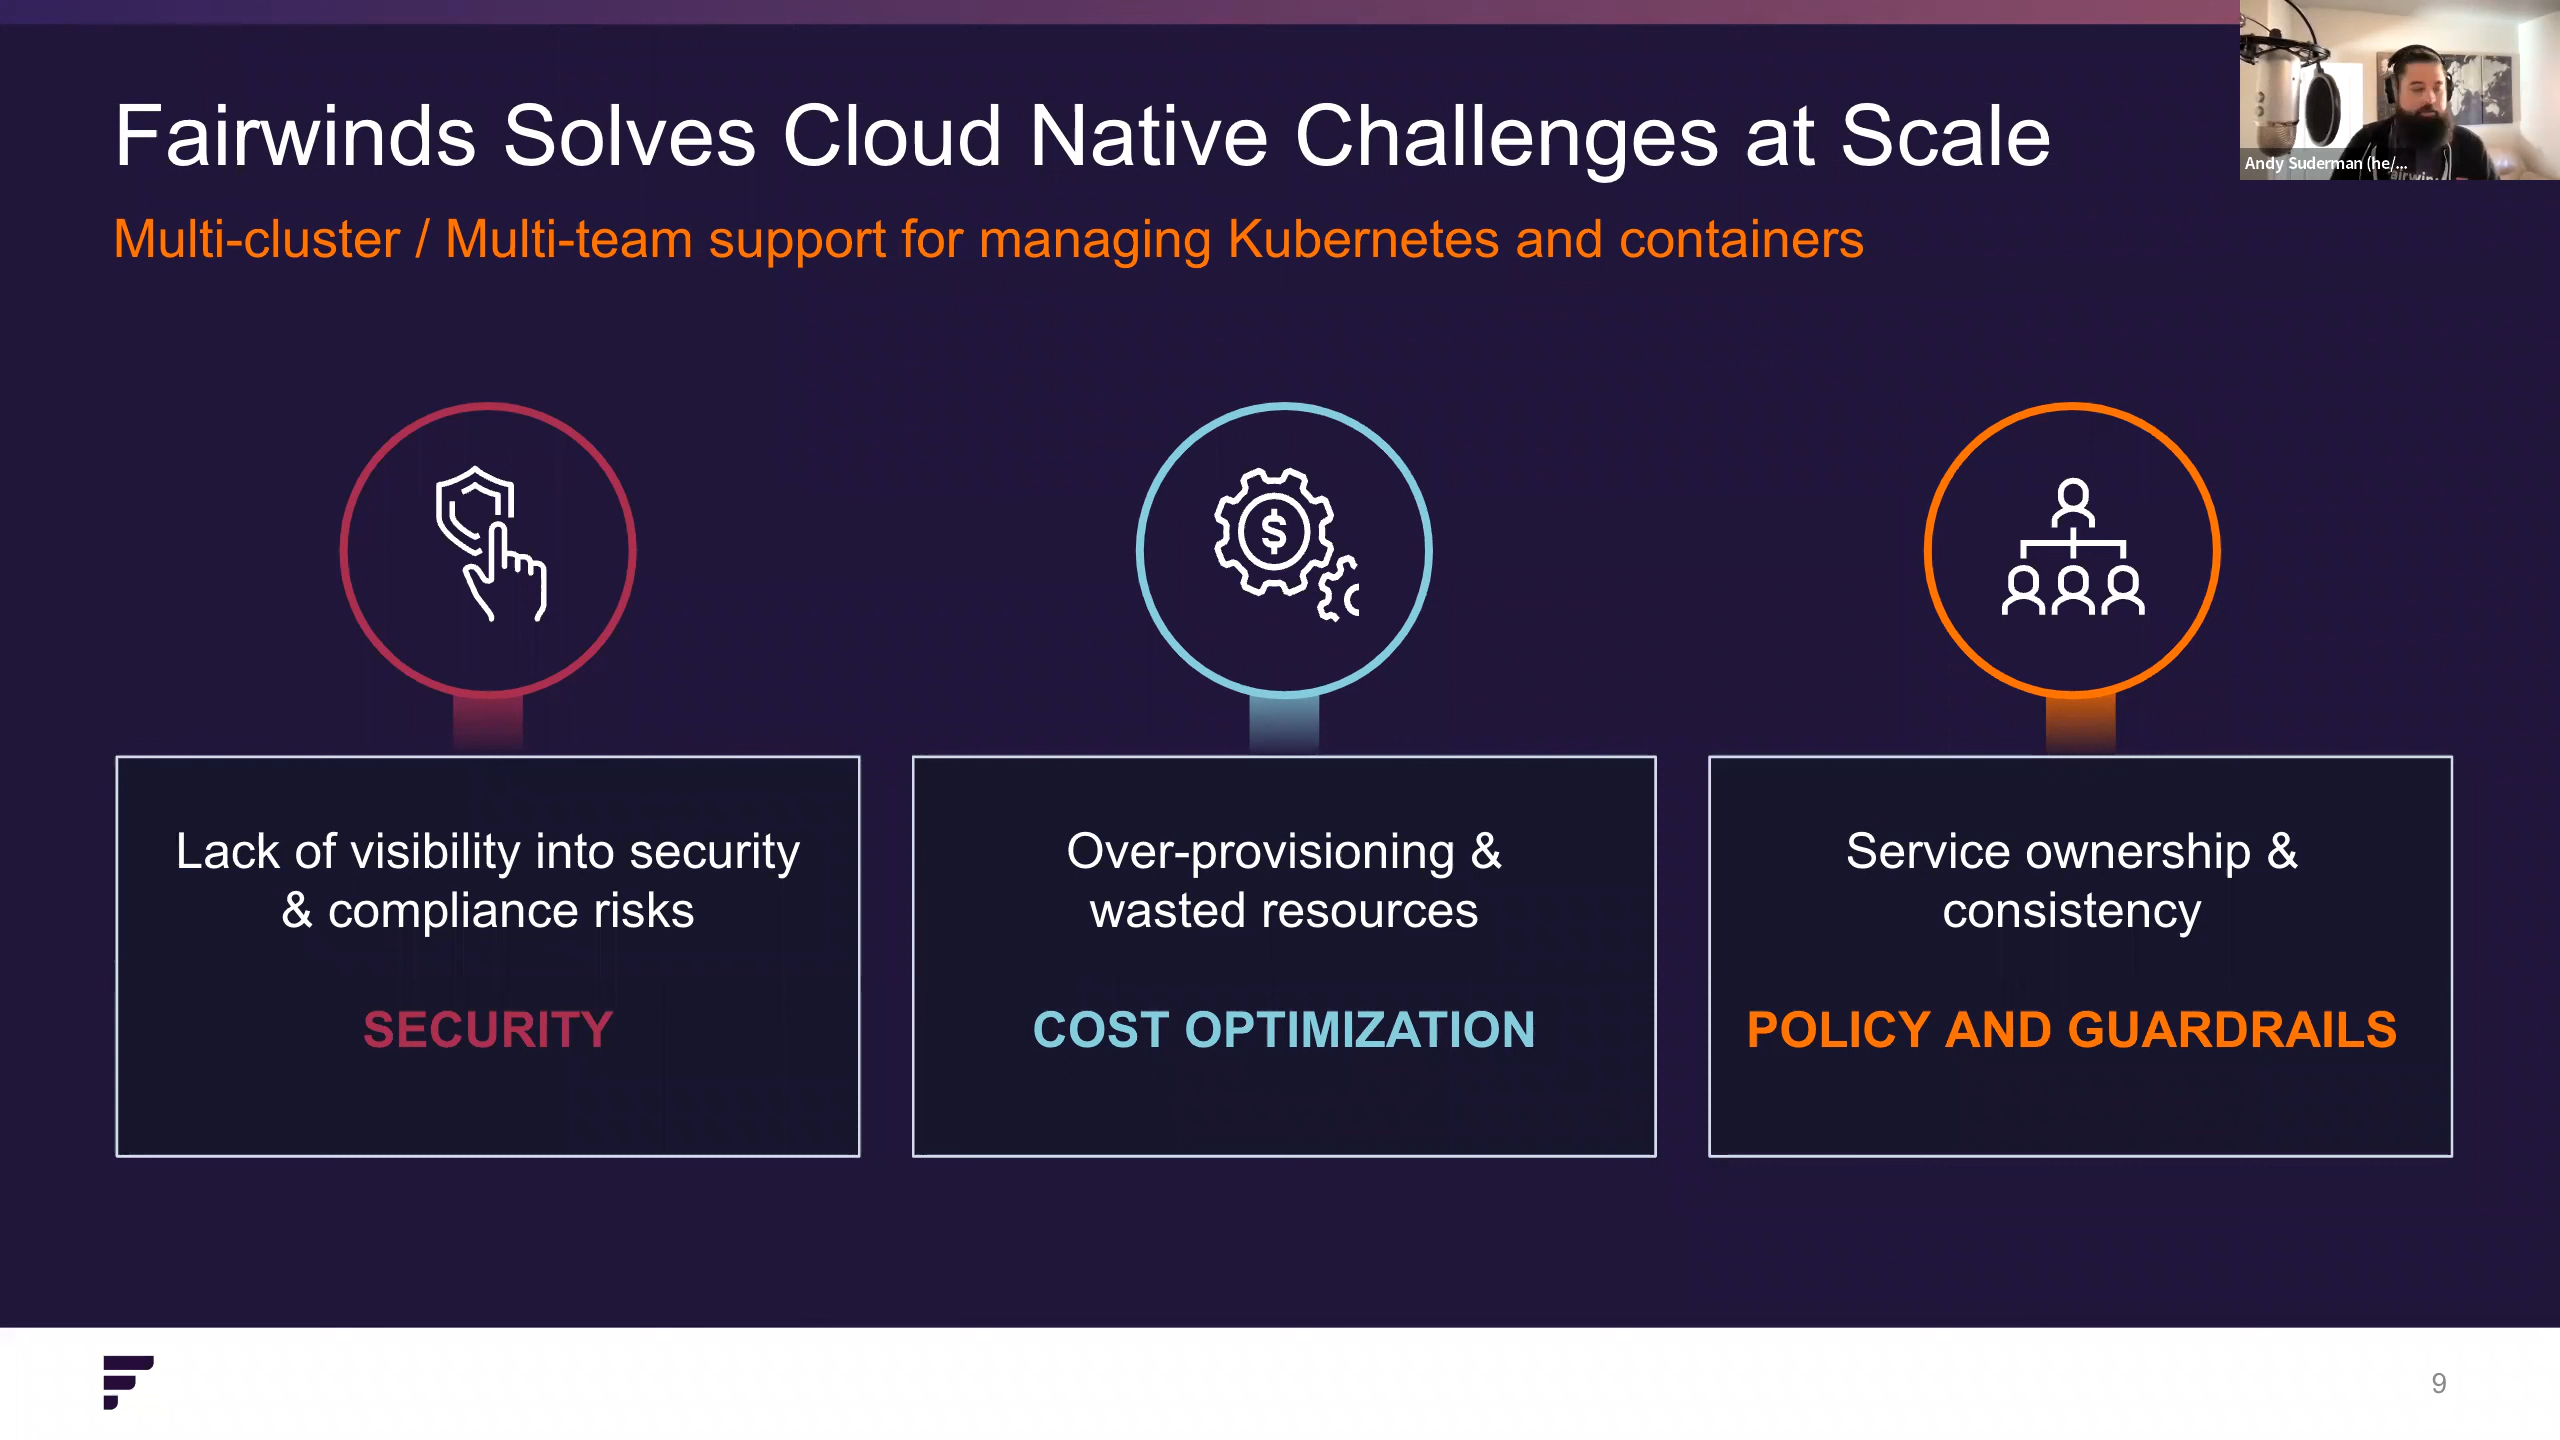 Fairwinds Solves Cloud Native Challenges at Scale
Andy Suderman (he/...
Multi-cluster / Multi-team support for managing Kubernetes and containers
$
Lack of visibility into security
& compliance risks
SECURITY
Over-provisioning &
wasted resources
COST OPTIMIZATION
Service ownership &
consistency
POLICY AND GUARDRAILS
9